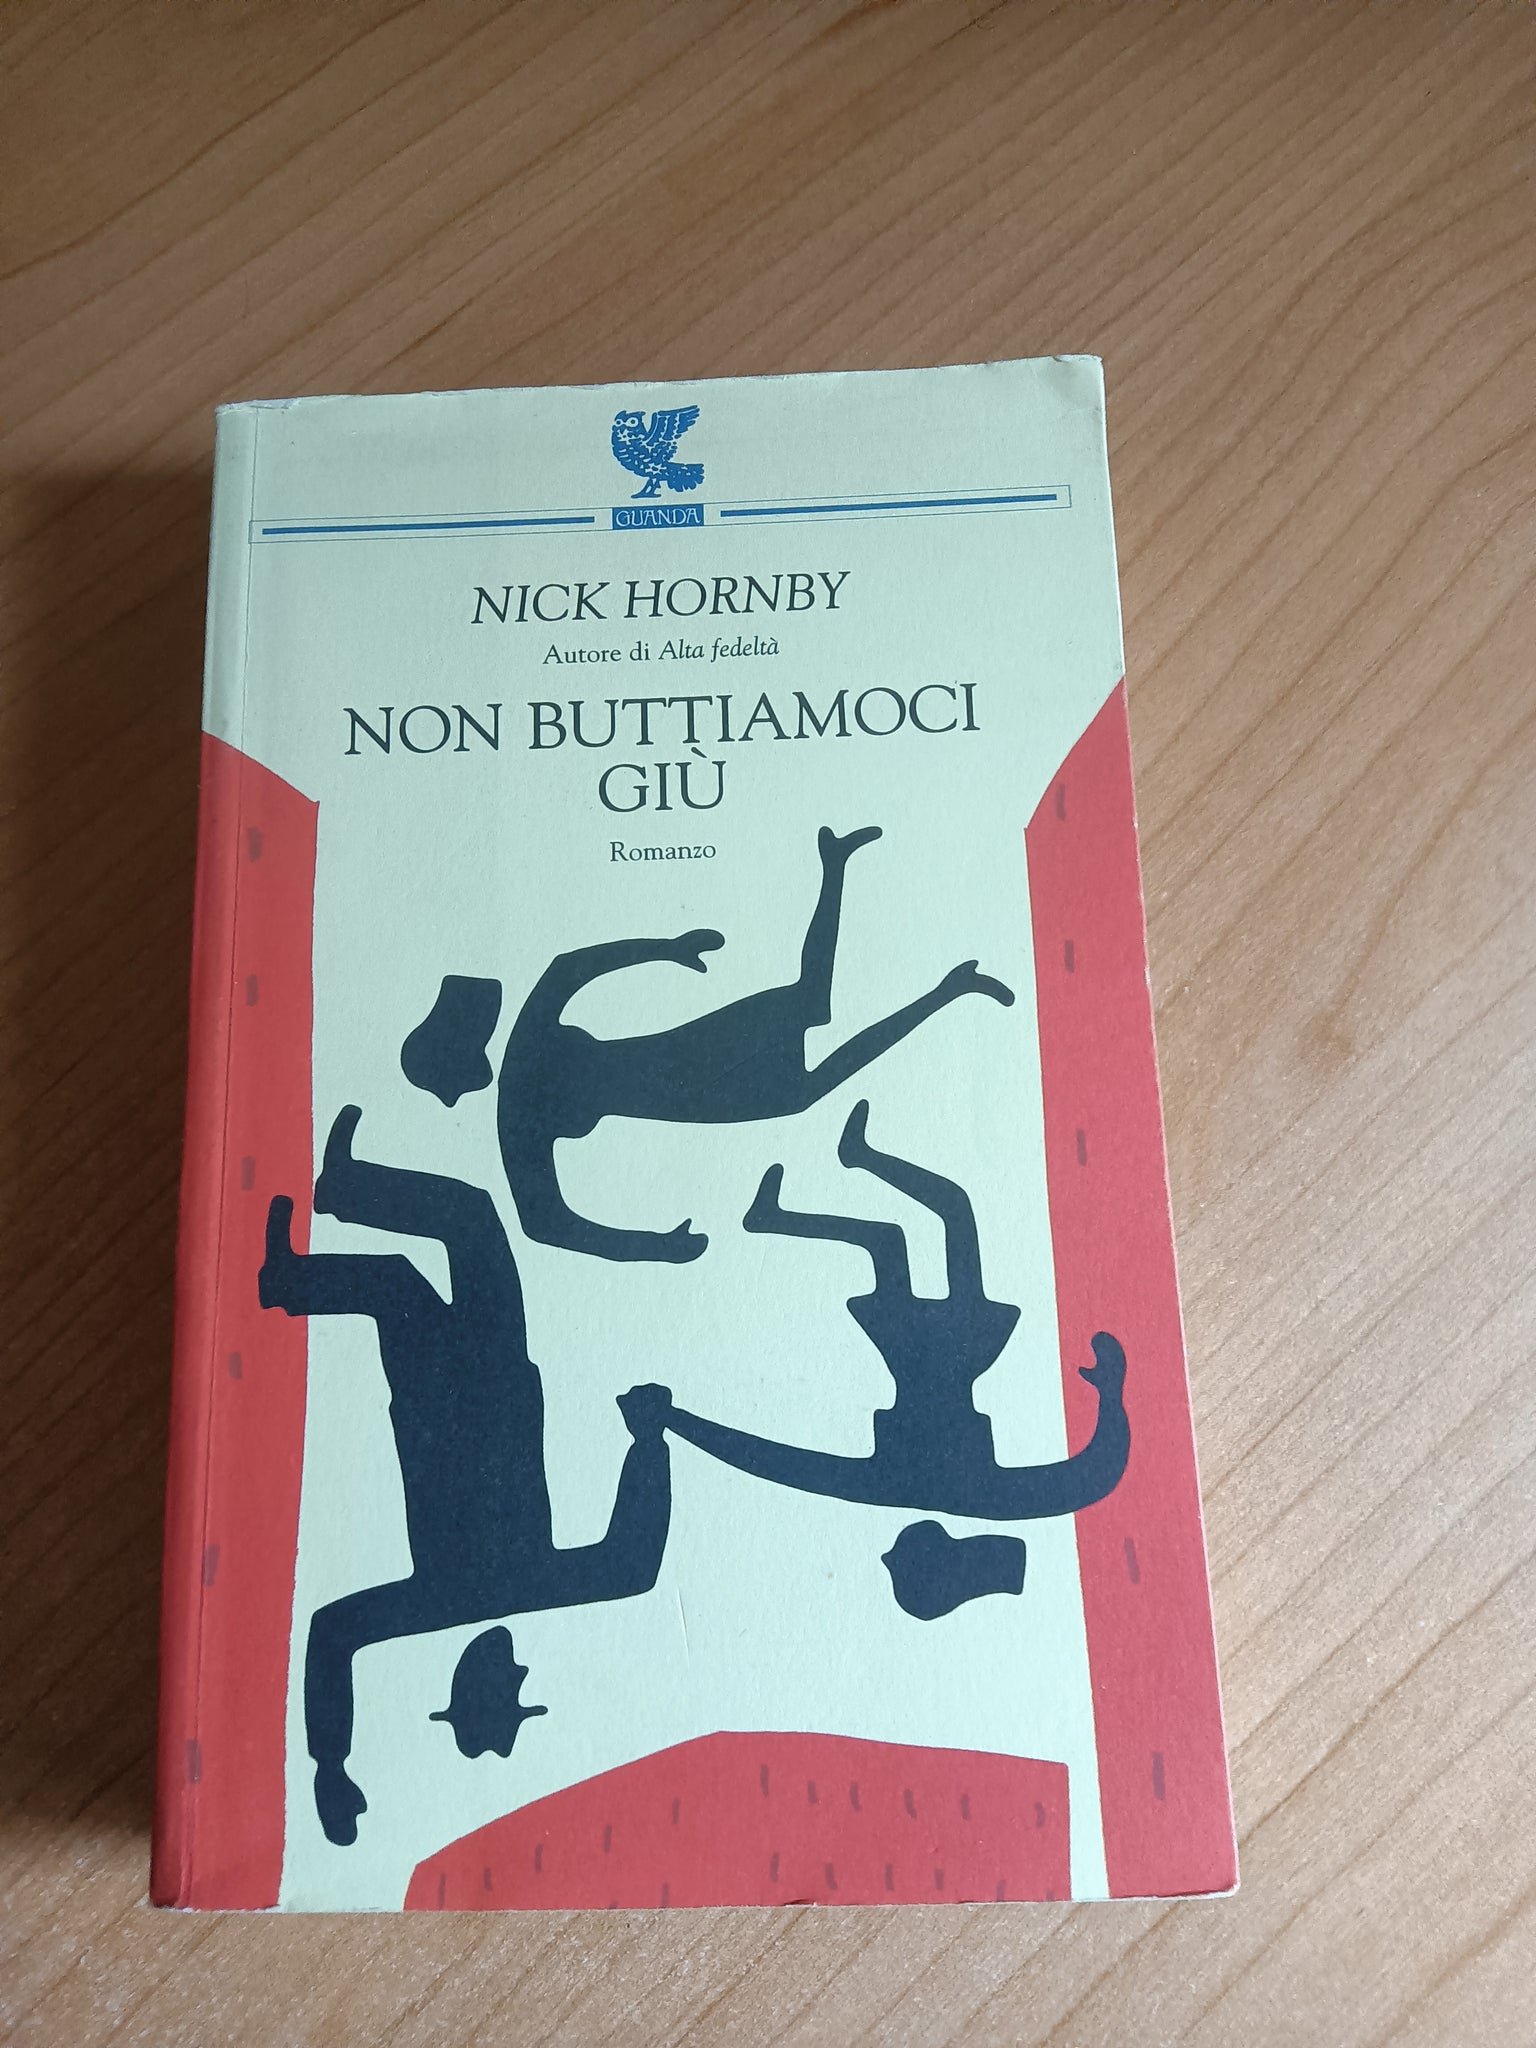 GUANDA
NICK HORNBY
Autore di Alta fedeltà
NON BUTTIAMOCI
GIÙ
Romanzo